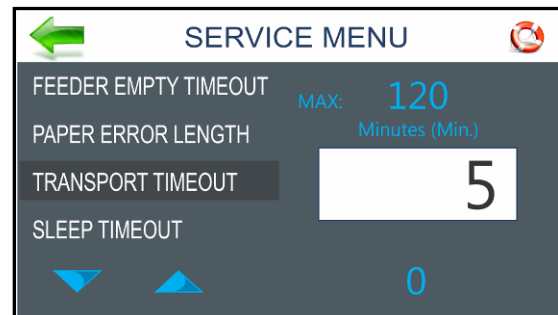 SERVICE MENU
FEEDER EMPTY TIMEOUT
MAX: 120
Minutes (Min.)
PAPER ERROR LENGTH
TRANSPORT TIMEOUT
5
SLEEP TIMEOUT
0